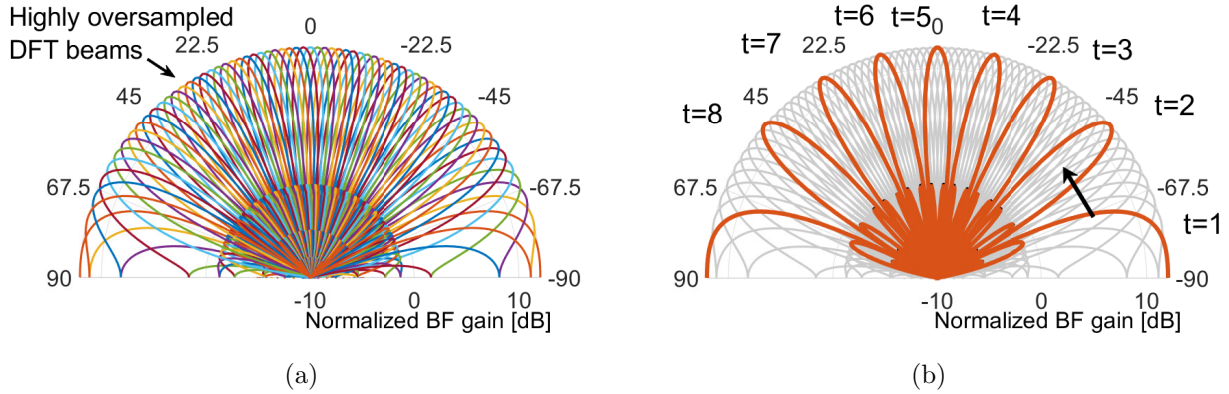 Highly oversampled
DFT beams
0
22.5
-22.5
45
-45
67.5
-67.5
90
-90
-10
0
10
Normalized BF gain [dB]
(a)
t=6
t=5
0
t=4
t=7
22.5
-22.5
t=3
t=8
45
-45
t=2
67.5
-67.5
t=1
90
-90
-10
0
10
Normalized BF gain [dB]
(b)